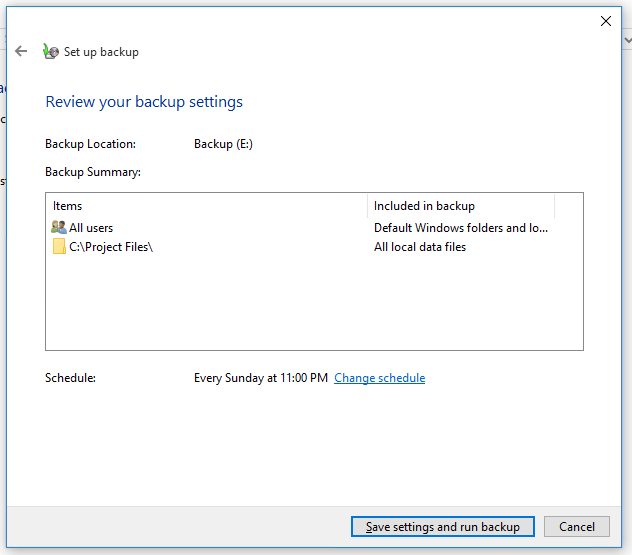 Set up backup
Review your backup settings
Backup Location: Backup (E:)
Backup Summary:
Items Included in backup
All users Default Windows folders and lo...
C:\Project Files\ All local data files
Schedule: Every Sunday at 11:00 PM Change schedule
Save settings and run backup Cancel